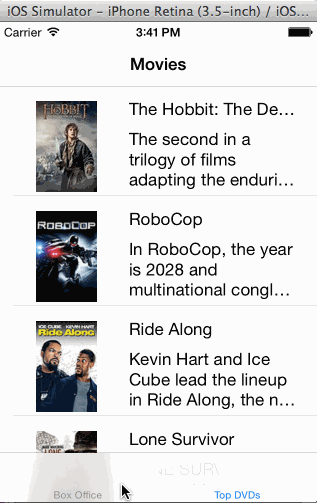 iOS Simulator - iPhone Retina (3.5-inch) / iOS...
Carrier 3:41 PM
Movies
THE HOBBIT
The Hobbit: The De...
The second in a
trilogy of films
adapting the enduri...
ROBOCOP
RoboCop
In RoboCop, the year
is 2028 and
multinational congl...
ICE CUBE KEVIN HART
Ride Along
Ride Along
Kevin Hart and Ice
Cube lead the lineup
in Ride Along, the n...
LONE
Lone Survivor
Box Office Top DVDs